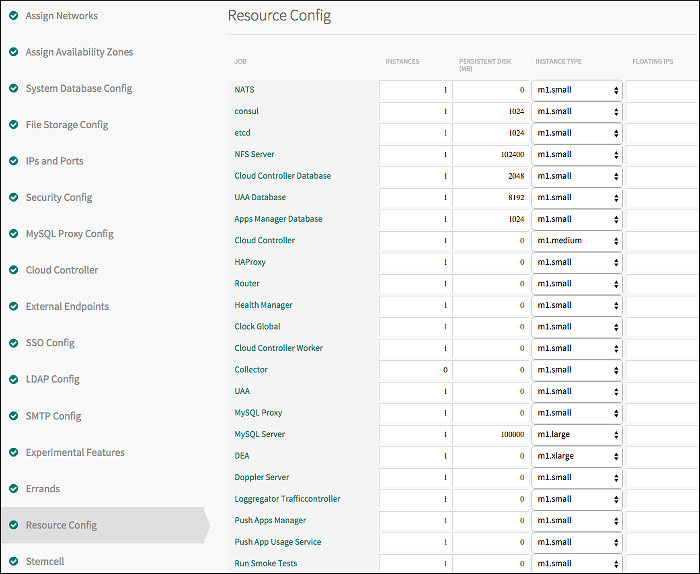 Assign Networks
Assign Availability Zones
System Database Config
File Storage Config
IPs and Ports
Security Config
MySQL Proxy Config
Cloud Controller
External Endpoints
SSO Config
LDAP Config
SMTP Config
Experimental Features
Errands
Resource Config
Stemcell
Resource Config
JOB INSTANCES PERSISTENT DISK (MB) INSTANCE TYPE FLOATING IPS
NATS 1 0 m1.small
consul 1 1024 m1.small
etcd 1 1024 m1.small
NFS Server 1 102400 m1.small
Cloud Controller Database 1 2048 m1.small
UAA Database 1 8192 m1.small
Apps Manager Database 1 1024 m1.small
Cloud Controller 1 0 m1.medium
HAProxy 1 0 m1.small
Router 1 0 m1.small
Health Manager 1 0 m1.small
Clock Global 1 0 m1.small
Cloud Controller Worker 1 0 m1.small
Collector 0 0 m1.small
UAA 1 0 m1.small
MySQL Proxy 1 0 m1.small
MySQL Server 1 100000 m1.large
DEA 1 0 m1.xlarge
Doppler Server 1 0 m1.small
Loggregator Trafficcontroller 1 0 m1.small
Push Apps Manager 1 0 m1.small
Push App Usage Service 1 0 m1.small
Run Smoke Tests 1 0 m1.small